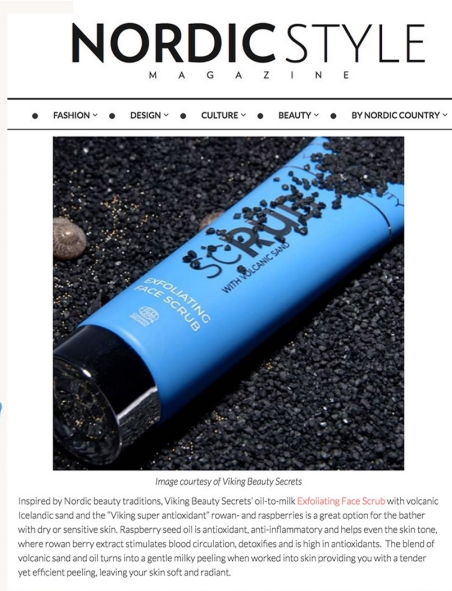 NORDIC STYLE
MAGAZINE
FASHION DESIGN CULTURE BEAUTY BY NORDIC COUNTRY
SCRUB
WITH VOLCANIC SAND
EXFOLIATING
FACE SCRUB
Image courtesy of Viking Beauty Secrets
Inspired by Nordic beauty traditions, Viking Beauty Secrets' oil-to-milk Exfoliating Face Scrub with volcanic
Icelandic sand and the "Viking super antioxidant" rowan- and raspberries is a great option for the bather
with dry or sensitive skin. Raspberry seed oil is antioxidant, anti-inflammatory and helps even the skin tone,
where rowan berry extract stimulates blood circulation, detoxifies and is high in antioxidants. The blend of
volcanic sand and oil turns into a gentle milky peeling when worked into skin providing you with a tender
yet efficient peeling, leaving your skin soft and radiant.